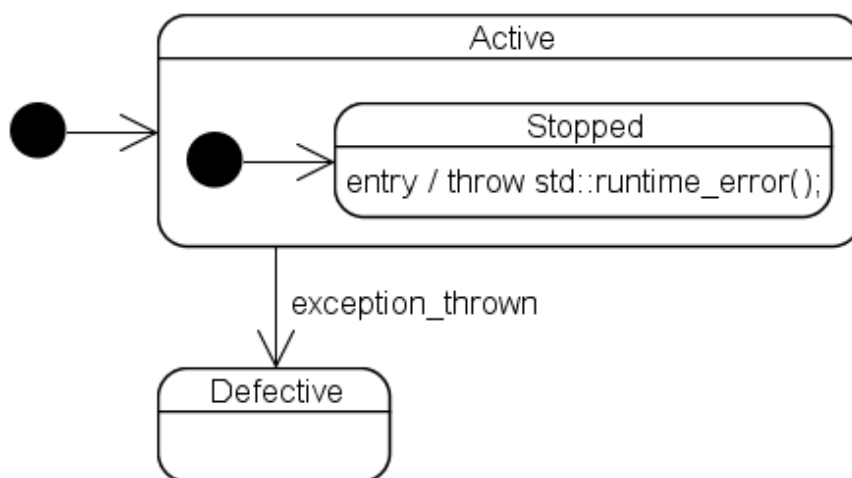 Active
Stopped
entry / throw std::runtime_error();
exception_thrown
Defective